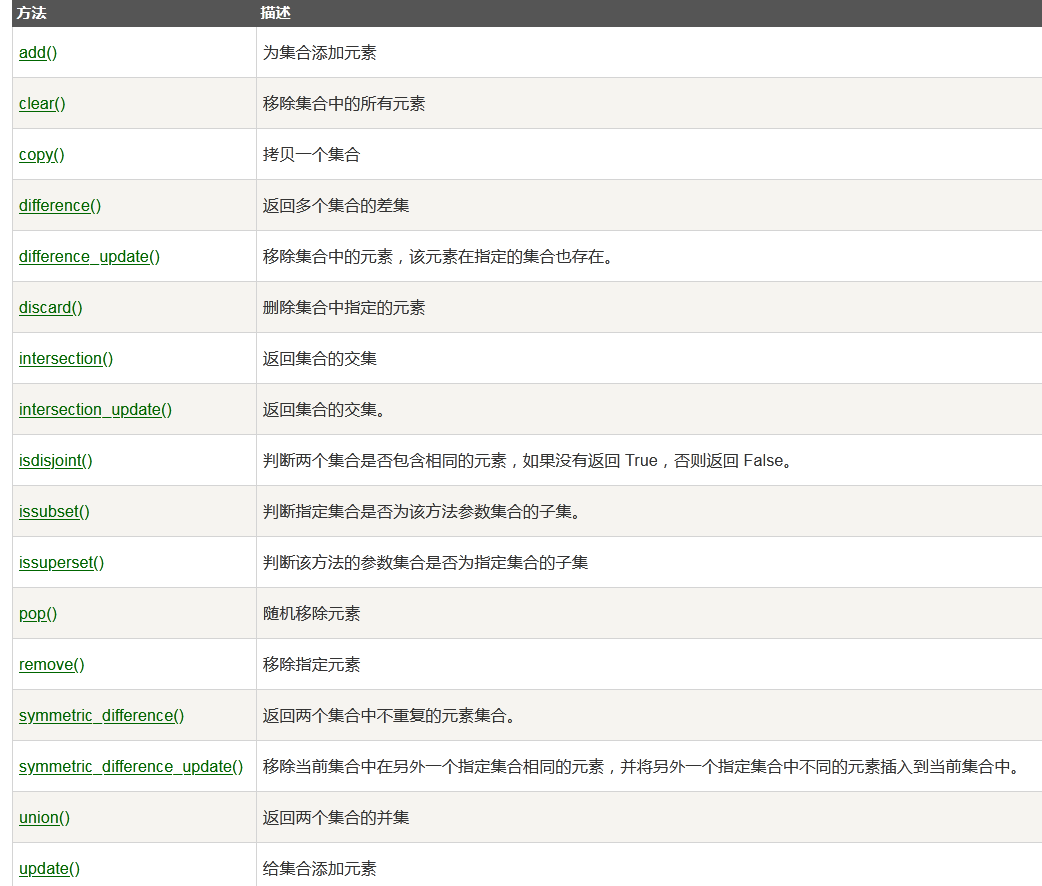 方法 描述
add() 为集合添加元素
clear() 移除集合中的所有元素
copy() 拷贝一个集合
difference() 返回多个集合的差集
difference_update() 移除集合中的元素，该元素在指定的集合也存在。
discard() 删除集合中指定的元素
intersection() 返回集合的交集
intersection_update() 返回集合的交集。
isdisjoint() 判断两个集合是否包含相同的元素，如果没有返回 True，否则返回 False。
issubset() 判断指定集合是否为该方法参数集合的子集。
issuperset() 判断该方法的参数集合是否为指定集合的子集
pop() 随机移除元素
remove() 移除指定元素
symmetric_difference() 返回两个集合中不重复的元素集合。
symmetric_difference_update() 移除当前集合中在另外一个指定集合相同的元素，并将另外一个指定集合中不同的元素插入到当前集合中。
union() 返回两个集合的并集
update() 给集合添加元素